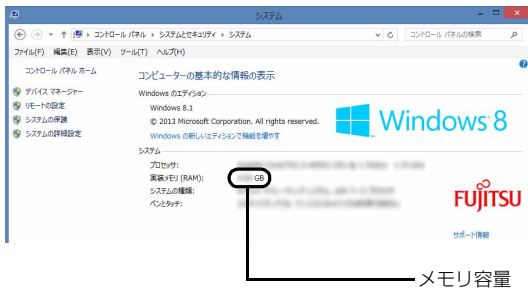 システム
コントロール パネル ▸ システムとセキュリティ ▸ システム
コントロール パネルの検索
ファイル(F) 編集(E) 表示(V) ツール(T) ヘルプ(H)
コントロール パネル ホーム
デバイス マネージャー
リモートの設定
システムの保護
システムの詳細設定
コンピューターの基本的な情報の表示
Windows のエディション
Windows 8.1
© 2013 Microsoft Corporation. All rights reserved.
Windows の新しいエディションで機能を増やす
Windows 8
システム
プロセッサ:
実装メモリ (RAM): GB
システムの種類:
ペンとタッチ:
FUJITSU
サポート情報
メモリ容量